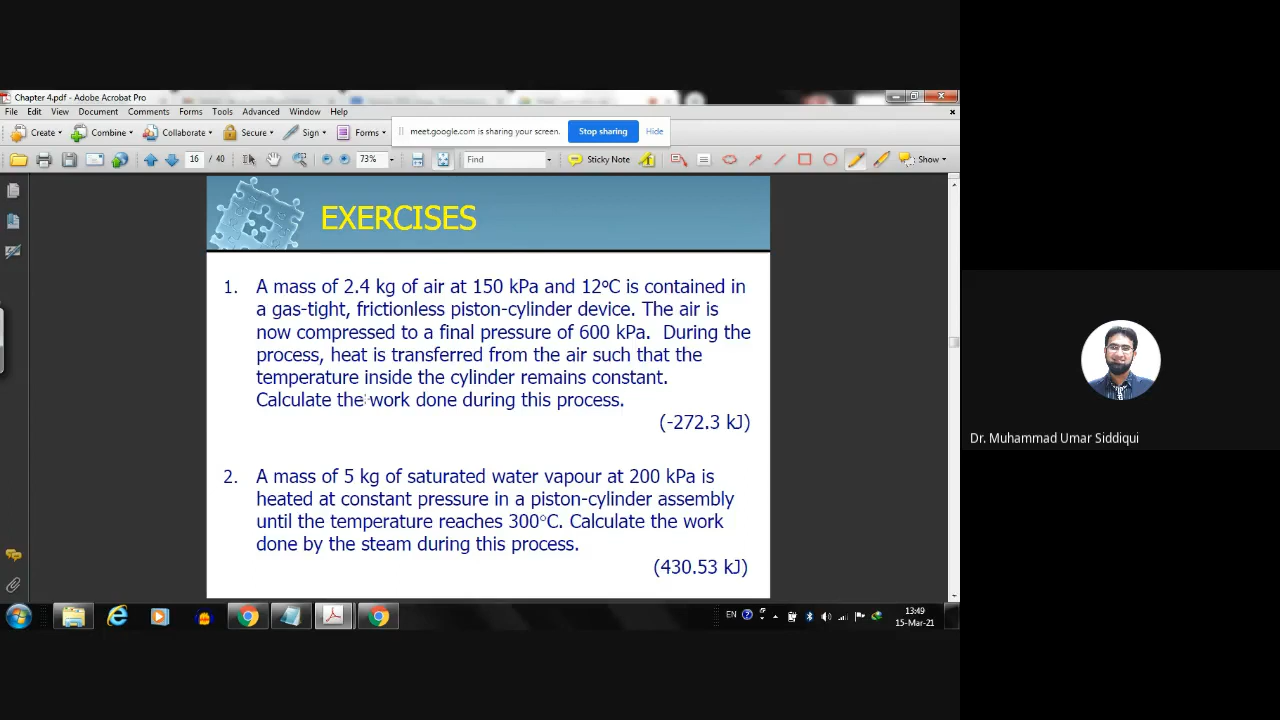 Chapter 4.pdf - Adobe Acrobat Pro
File Edit View Document Comments Forms Tools Advanced Window Help
Create Combine Collaborate Secure Sign Forms
meet.google.com is sharing your screen. Stop sharing Hide
16 / 40 73% Find Sticky Note Show
EXERCISES
1. A mass of 2.4 kg of air at 150 kPa and 12°C is contained in
a gas-tight, frictionless piston-cylinder device. The air is
now compressed to a final pressure of 600 kPa. During the
process, heat is transferred from the air such that the
temperature inside the cylinder remains constant.
Calculate the work done during this process.
(-272.3 kJ)
2. A mass of 5 kg of saturated water vapour at 200 kPa is
heated at constant pressure in a piston-cylinder assembly
until the temperature reaches 300°C. Calculate the work
done by the steam during this process.
(430.53 kJ)
Dr. Muhammad Umar Siddiqui
EN 13:49
15-Mar-21